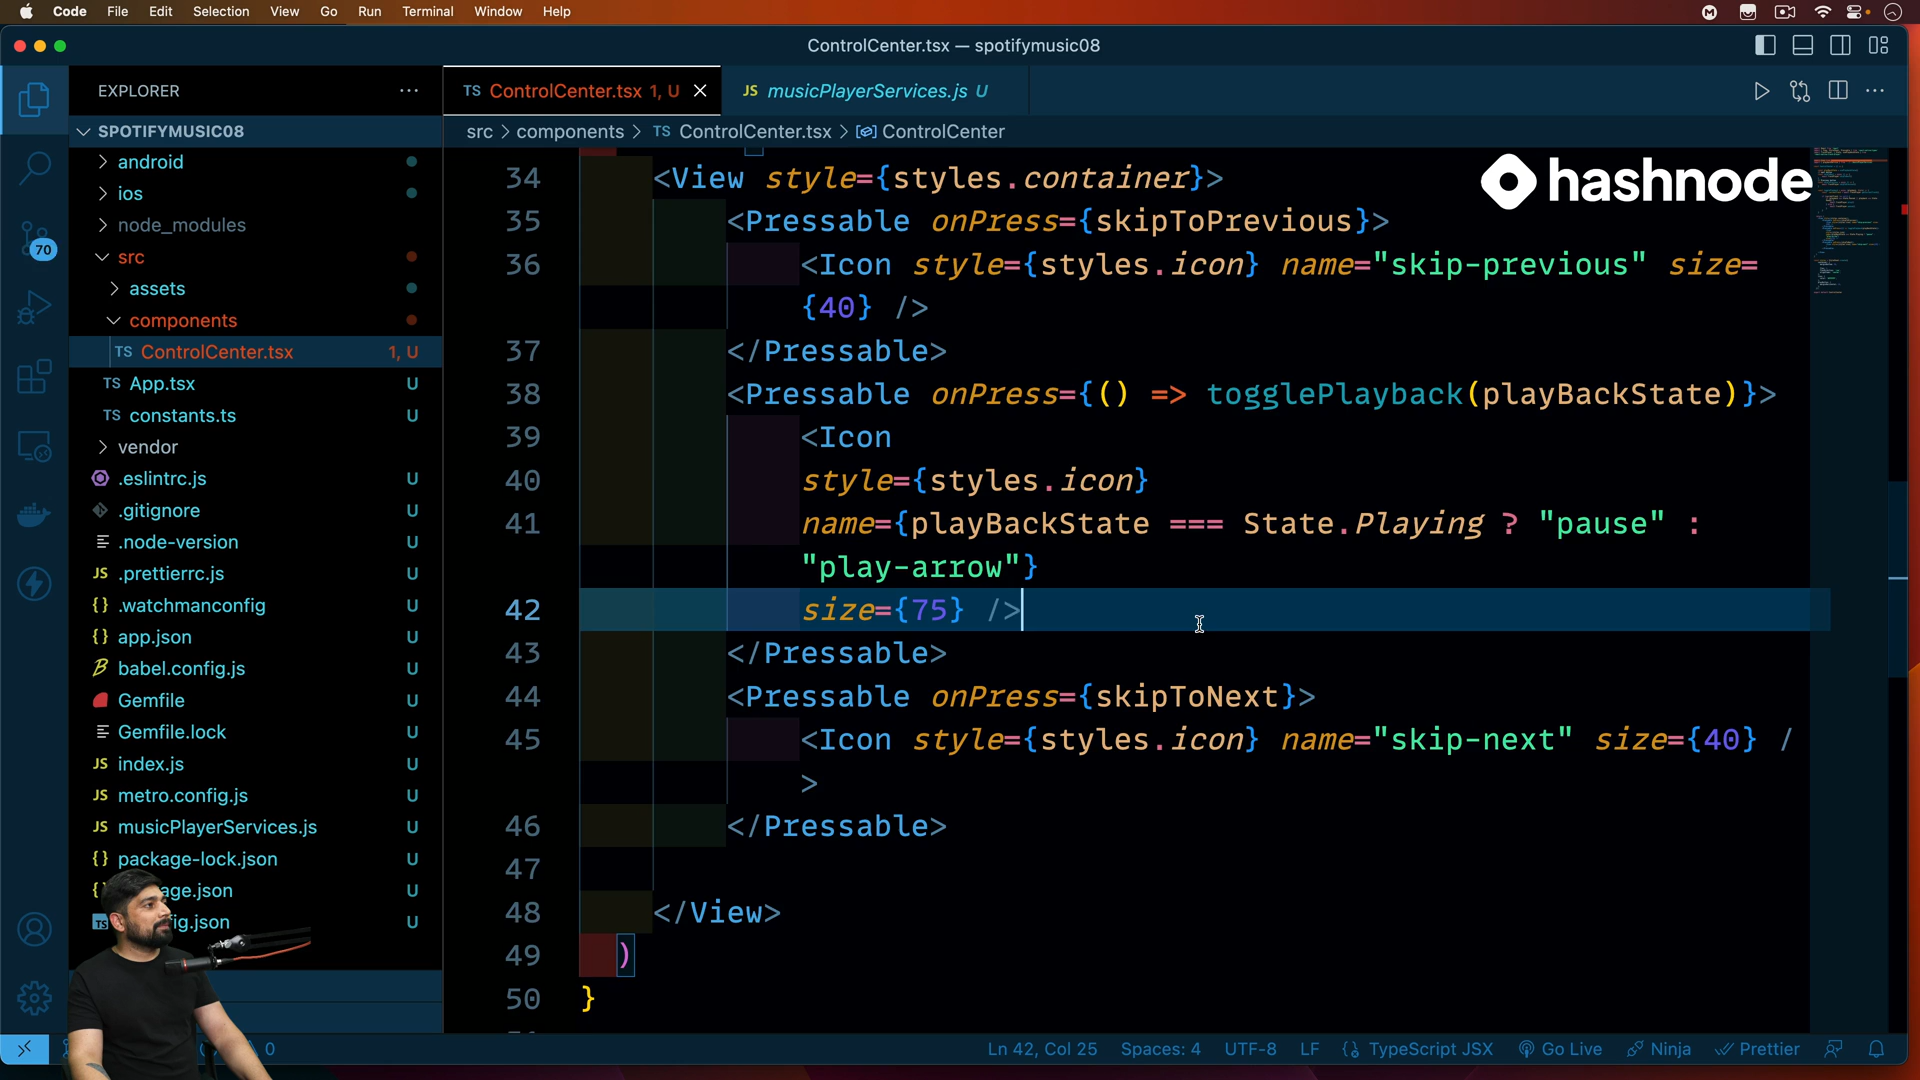 Code File Edit Selection View Go Run Terminal Window Help
ControlCenter.tsx — spotifymusic08
EXPLORER
TS ControlCenter.tsx 1, U
JS musicPlayerServices.js U
SPOTIFYMUSIC08
src > components > TS ControlCenter.tsx > ControlCenter
android
ios
node_modules
src
assets
components
TS ControlCenter.tsx 1, U
TS App.tsx U
TS constants.ts U
vendor
.eslintrc.js U
.gitignore U
.node-version U
JS .prettierrc.js U
{} .watchmanconfig U
{} app.json U
babel.config.js U
Gemfile U
Gemfile.lock U
JS index.js U
JS metro.config.js U
JS musicPlayerServices.js U
{} package-lock.json U
age.json U
TS ig.json U
70
hashnode
34 <View style={styles.container}>
35 <Pressable onPress={skipToPrevious}>
36 <Icon style={styles.icon} name="skip-previous" size=
{40} />
37 </Pressable>
38 <Pressable onPress={() => togglePlayback(playBackState)}>
39 <Icon
40 style={styles.icon}
41 name={playBackState === State.Playing ? "pause" :
"play-arrow"}
42 size={75} />
43 </Pressable>
44 <Pressable onPress={skipToNext}>
45 <Icon style={styles.icon} name="skip-next" size={40} /
>
46 </Pressable>
47
48 </View>
49 )
50 }
0
Ln 42, Col 25 Spaces: 4 UTF-8 LF TypeScript JSX Go Live Ninja Prettier